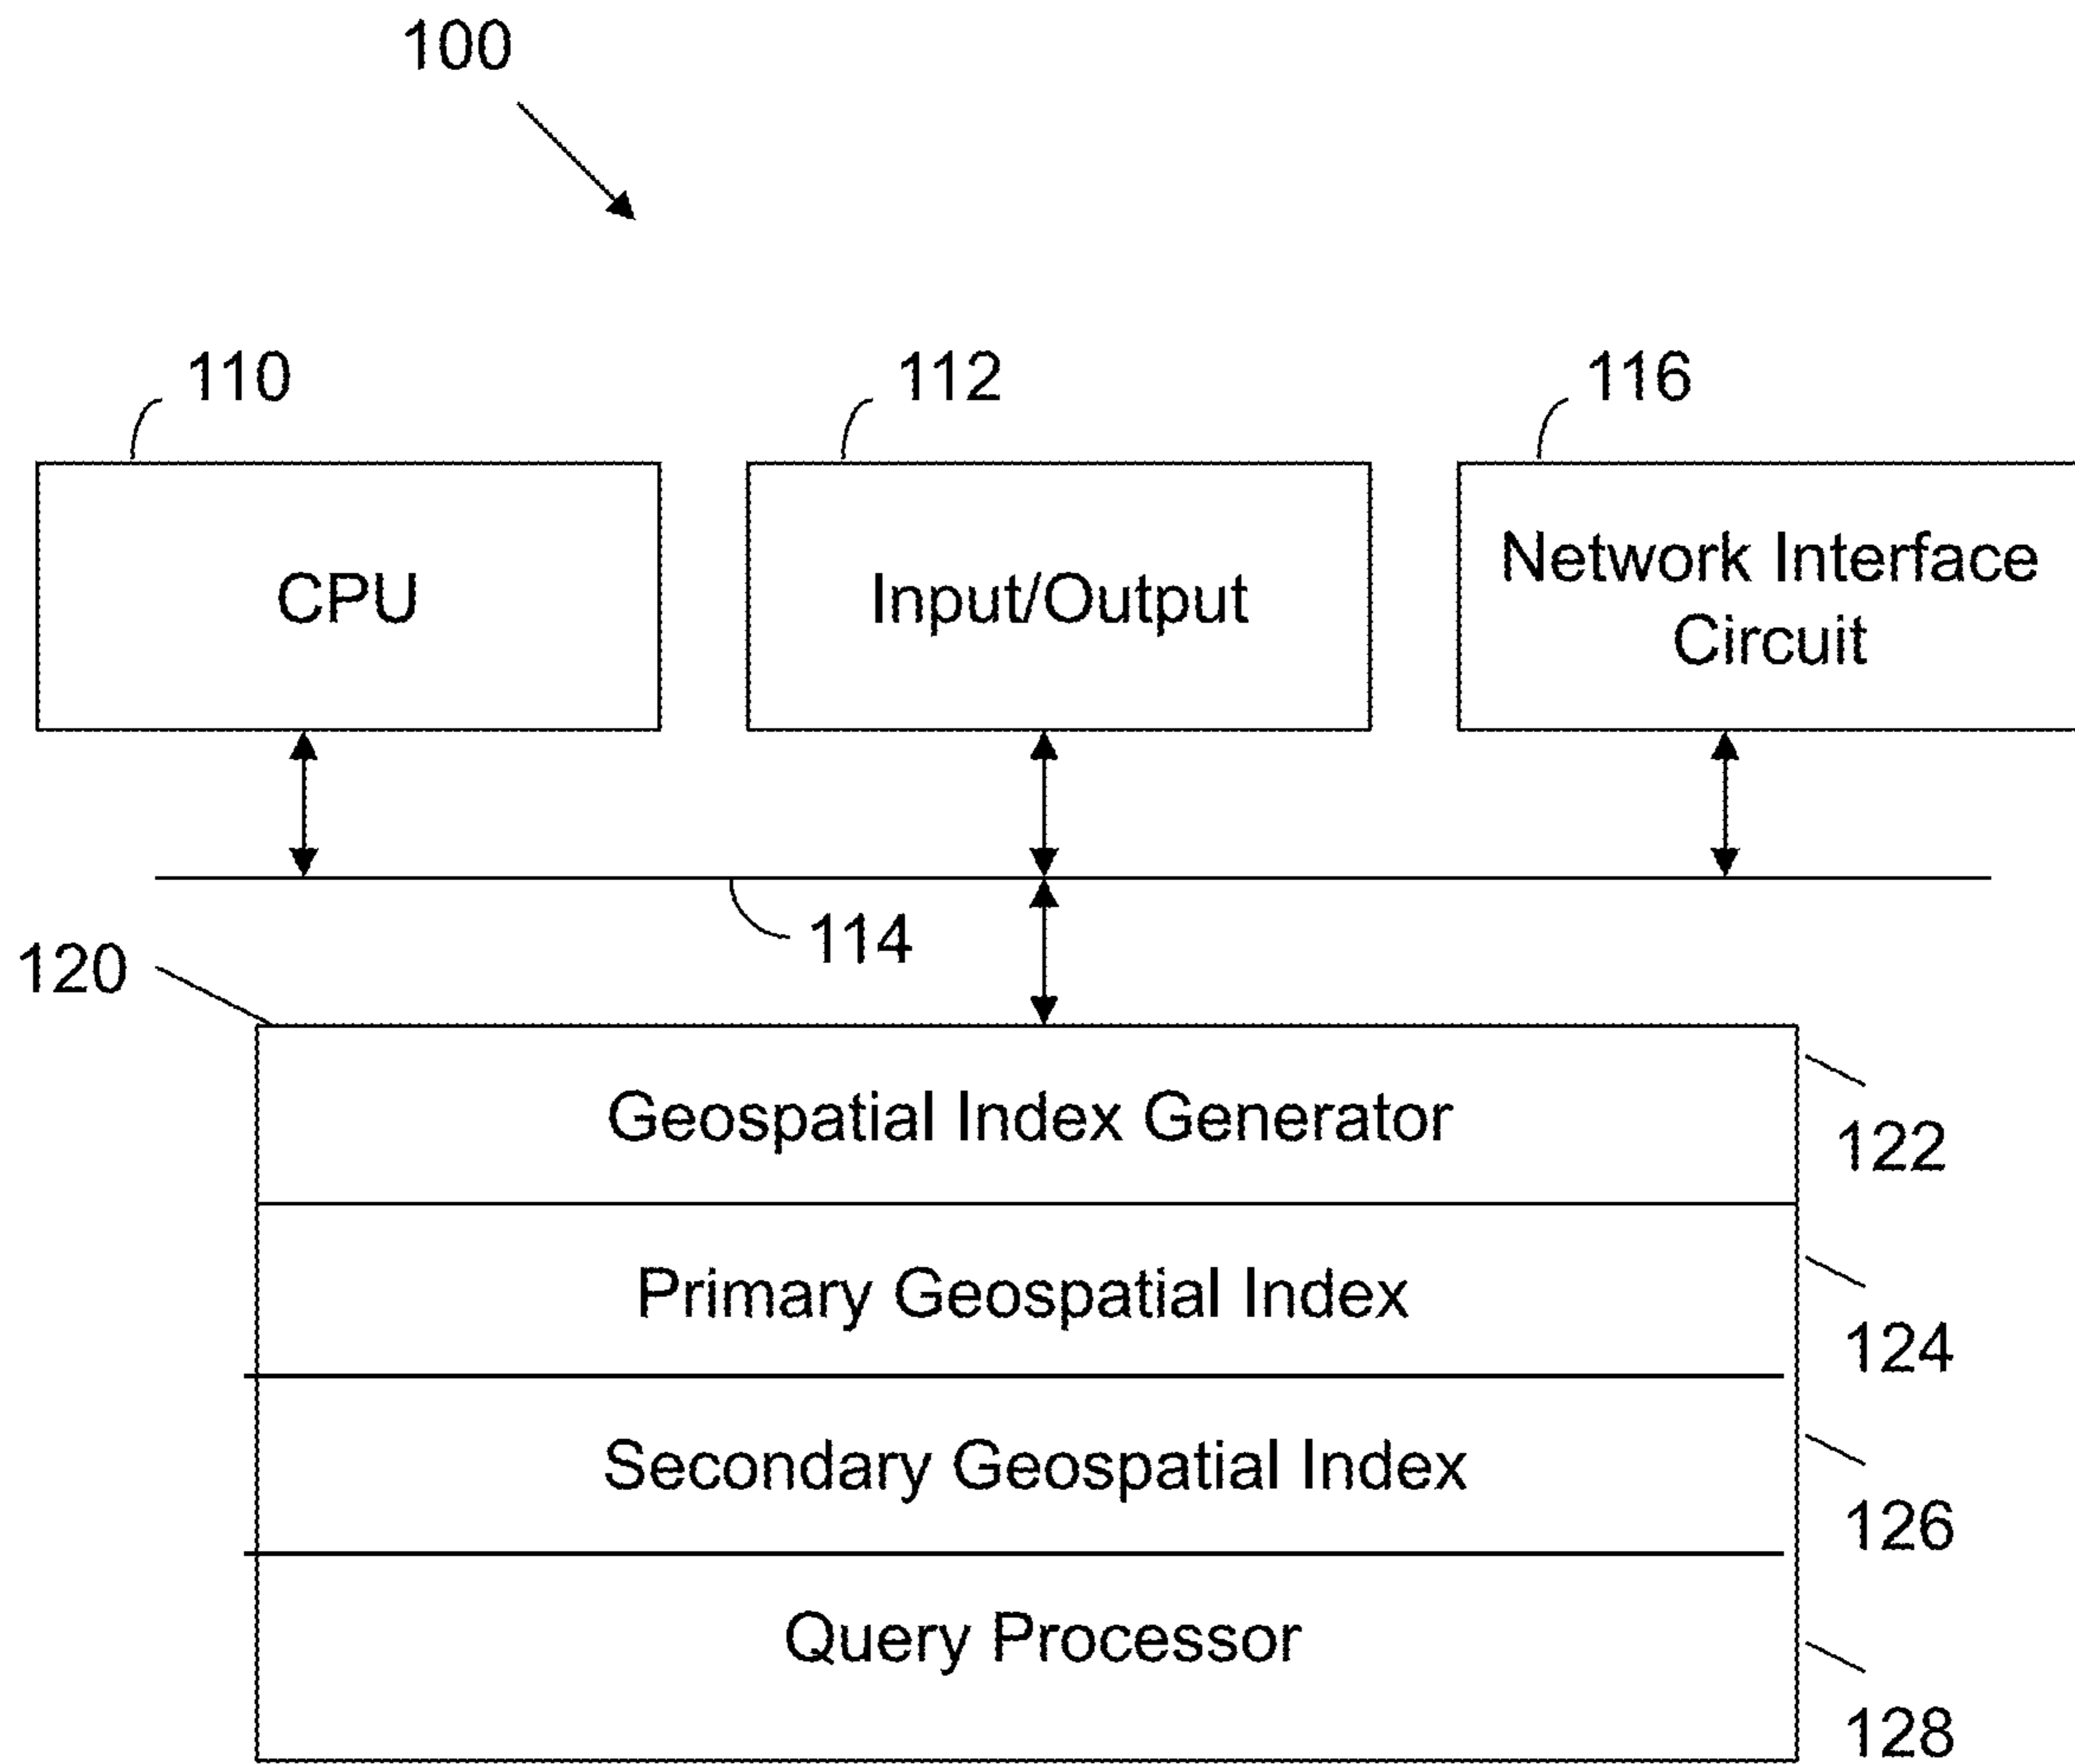 100
110
112
116
CPU
Input/Output
Network Interface
Circuit
114
120
Geospatial Index Generator
122
Primary Geospatial Index
124
Secondary Geospatial Index
126
Query Processor
128